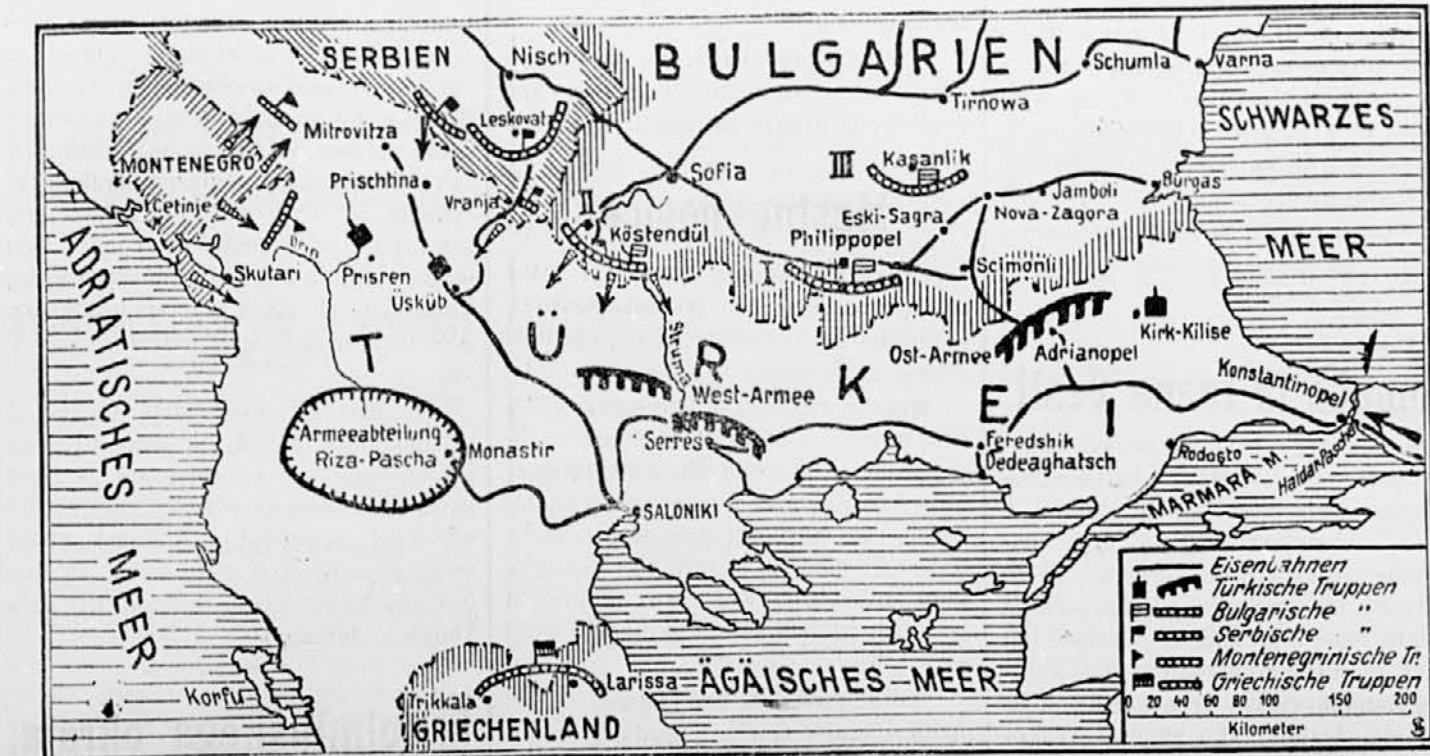 SERBIEN
Nisch
BULGARIEN
Schumla
Varna
Tirnowa
Leskovatz
Mitrovitza
SCHWARZES
MEER
MONTENEGRO
Prischtina
Sofia
III
Kasanlik
Jamboli
Burgas
Nova-Zagora
Cetinje
Vranja
II
Eski-Sagra
Philippopel
Köstendül
Drin
Skutari
Prisren
Üsküb
I
Scimonli
Kirk-Kilise
Ost-Armee
Adrianopel
TÜRKEI
Struma
West-Armee
Konstantinopel
ADRIATISCHES
MEER
Armeeabteilung
Riza-Pascha
Monastir
Serres
Feredshik
Dedeaghatsch
Rodosto
MARMARA-M.
Haidar Pascha
SALONIKI
Korfu
Trikkala
Larissa
GRIECHENLAND
ÄGÄISCHES-MEER
Eisenbahnen
Türkische Truppen
Bulgarische "
Serbische "
Montenegrinische Tr.
Griechische Truppen
0 20 40 60 100 150 200
Kilometer